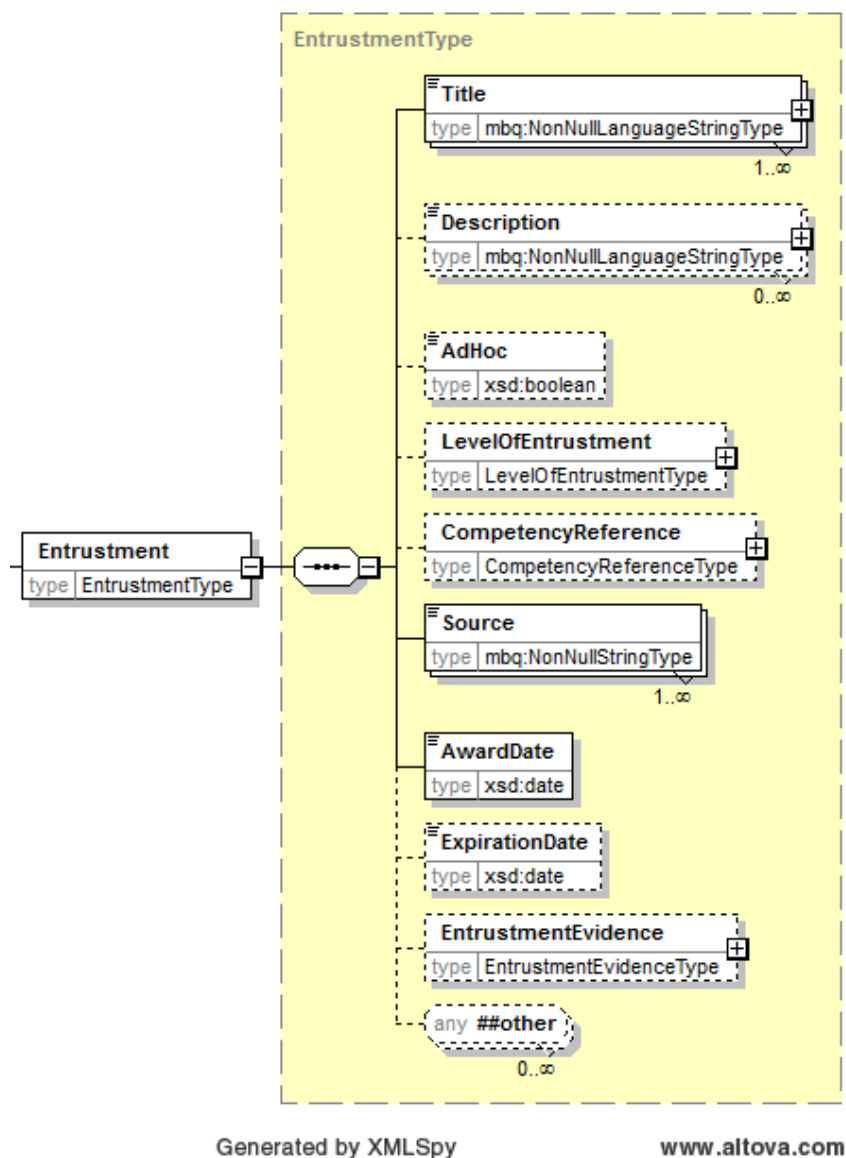 EntrustmentType
Title
type mbq:NonNullLanguageStringType
1..∞
Description
type mbq:NonNullLanguageStringType
0..∞
AdHoc
type xsd:boolean
LevelOfEntrustment
type LevelOfEntrustmentType
CompetencyReference
type CompetencyReferenceType
Entrustment
type EntrustmentType
Source
type mbq:NonNullStringType
1..∞
AwardDate
type xsd:date
ExpirationDate
type xsd:date
EntrustmentEvidence
type EntrustmentEvidenceType
any ##other
0..∞
Generated by XMLSpy www.altova.com